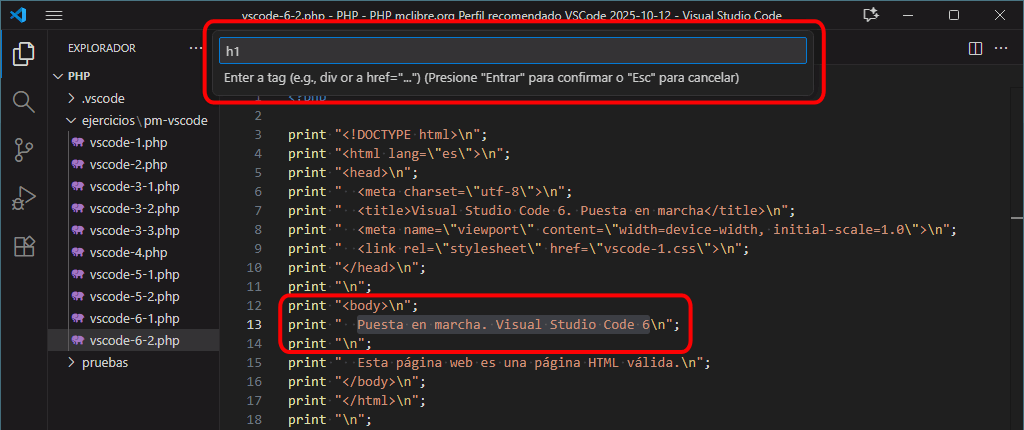 vscode-6-2.php - PHP - PHP mclibre.org Perfil recomendado VSCode 2025-10-12 - Visual Studio Code
EXPLORADOR
PHP
.vscode
ejercicios\pm-vscode
vscode-1.php
vscode-2.php
vscode-3-1.php
vscode-3-2.php
vscode-3-3.php
vscode-4.php
vscode-5-1.php
vscode-5-2.php
vscode-6-1.php
vscode-6-2.php
pruebas
h1
Enter a tag (e.g., div or a href="...") (Presione "Entrar" para confirmar o "Esc" para cancelar)
1 <?php
2
3 print "<!DOCTYPE html>\n";
4 print "<html lang=\"es\">\n";
5 print "<head>\n";
6 print "  <meta charset=\"utf-8\">\n";
7 print "  <title>Visual Studio Code 6. Puesta en marcha</title>\n";
8 print "  <meta name=\"viewport\" content=\"width=device-width, initial-scale=1.0\">\n";
9 print "  <link rel=\"stylesheet\" href=\"vscode-1.css\">\n";
10 print "</head>\n";
11 print "\n";
12 print "<body>\n";
13 print "  Puesta en marcha. Visual Studio Code 6\n";
14 print "\n";
15 print "  Esta página web es una página HTML válida.\n";
16 print "</body>\n";
17 print "</html>\n";
18 print "\n";